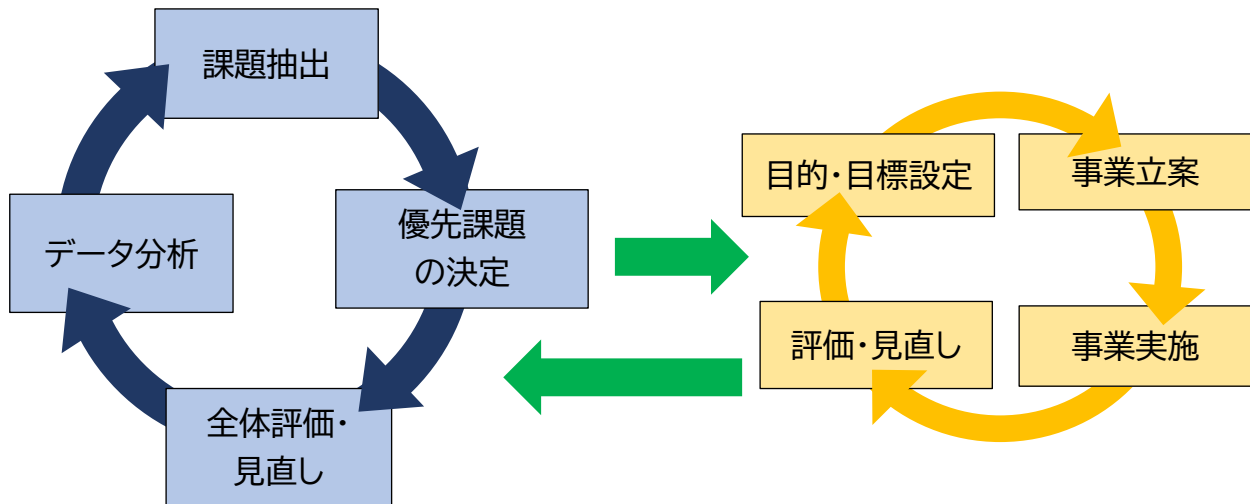 課題抽出
優先課題
の決定
全体評価・
見直し
データ分析
目的・目標設定
事業立案
事業実施
評価・見直し